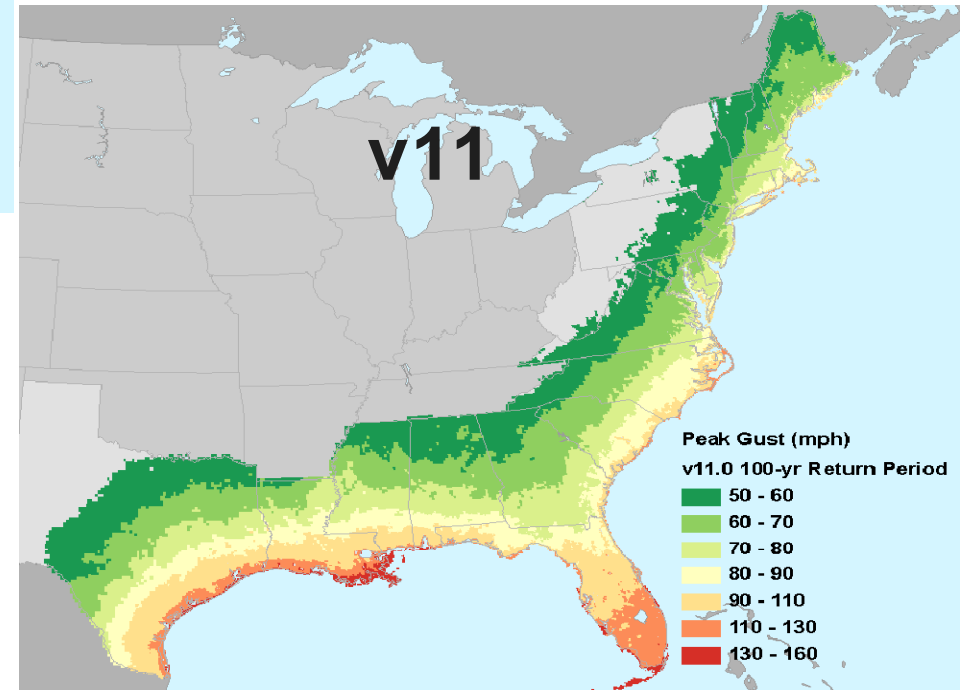 v11
Peak Gust (mph)
v11.0 100-yr Return Period
50 - 60
60 - 70
70 - 80
80 - 90
90 - 110
110 - 130
130 - 160